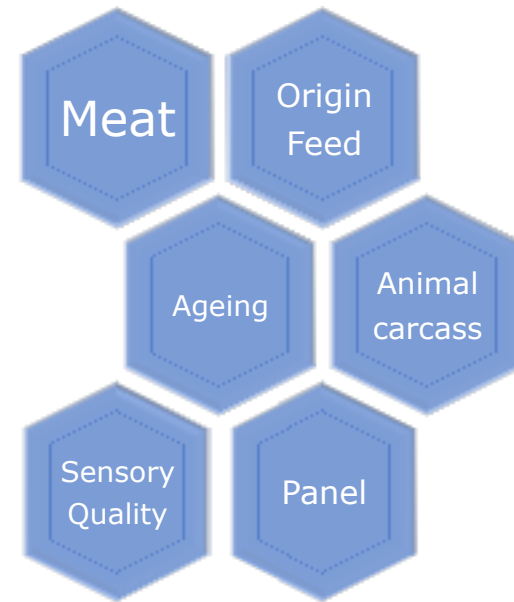 Meat
Origin
Feed
Ageing
Animal
carcass
Sensory
Quality
Panel